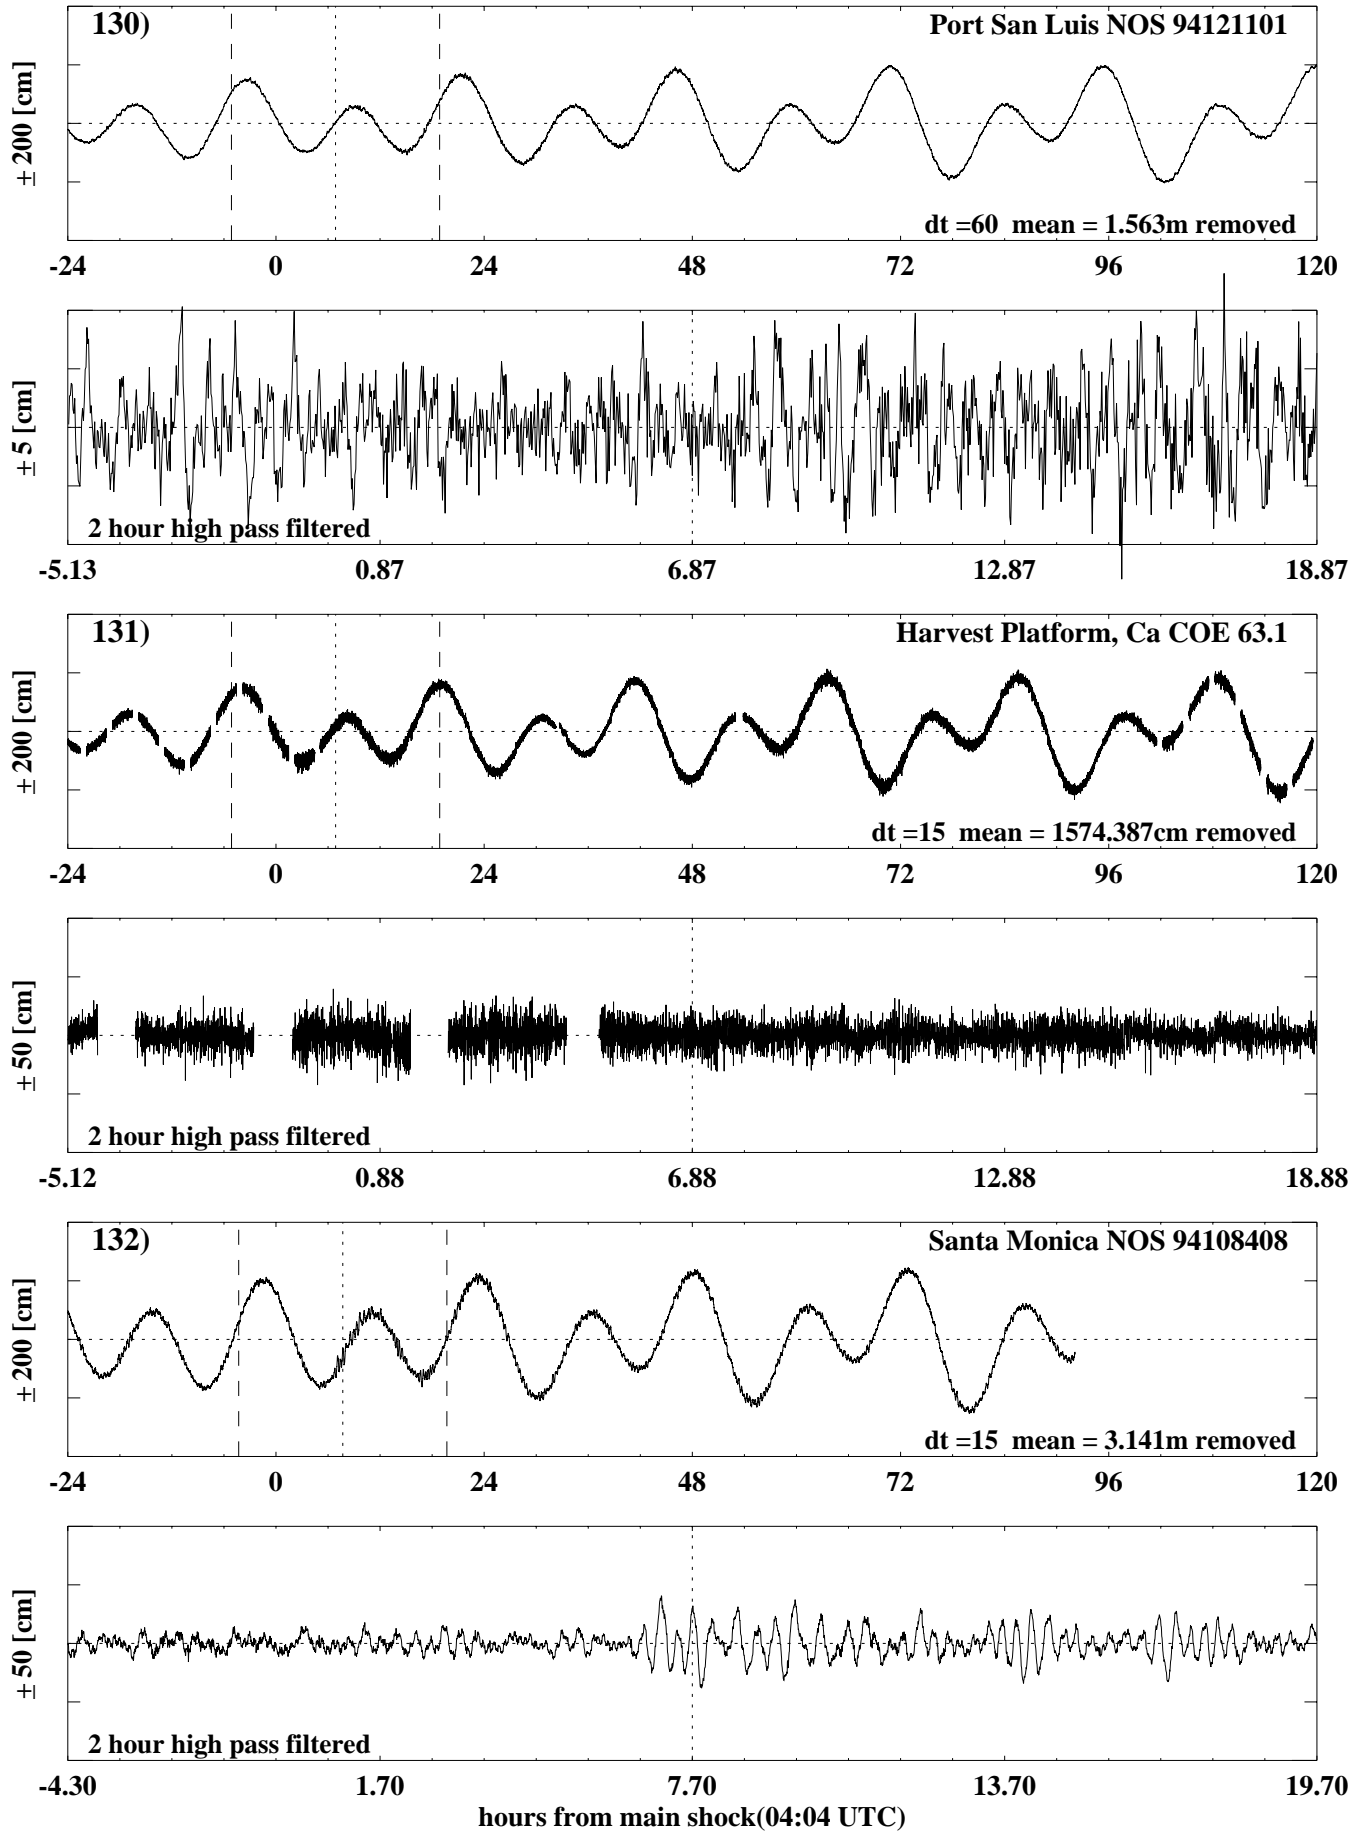 130)
Port San Luis NOS 94121101
± 200 [cm]
dt =60 mean = 1.563m removed
-24 0 24 48 72 96 120
± 5 [cm]
2 hour high pass filtered
-5.13 0.87 6.87 12.87 18.87
131)
Harvest Platform, Ca COE 63.1
± 200 [cm]
dt =15 mean = 1574.387cm removed
-24 0 24 48 72 96 120
± 50 [cm]
2 hour high pass filtered
-5.12 0.88 6.88 12.88 18.88
132)
Santa Monica NOS 94108408
± 200 [cm]
dt =15 mean = 3.141m removed
-24 0 24 48 72 96 120
± 50 [cm]
2 hour high pass filtered
-4.30 1.70 7.70 13.70 19.70
hours from main shock(04:04 UTC)